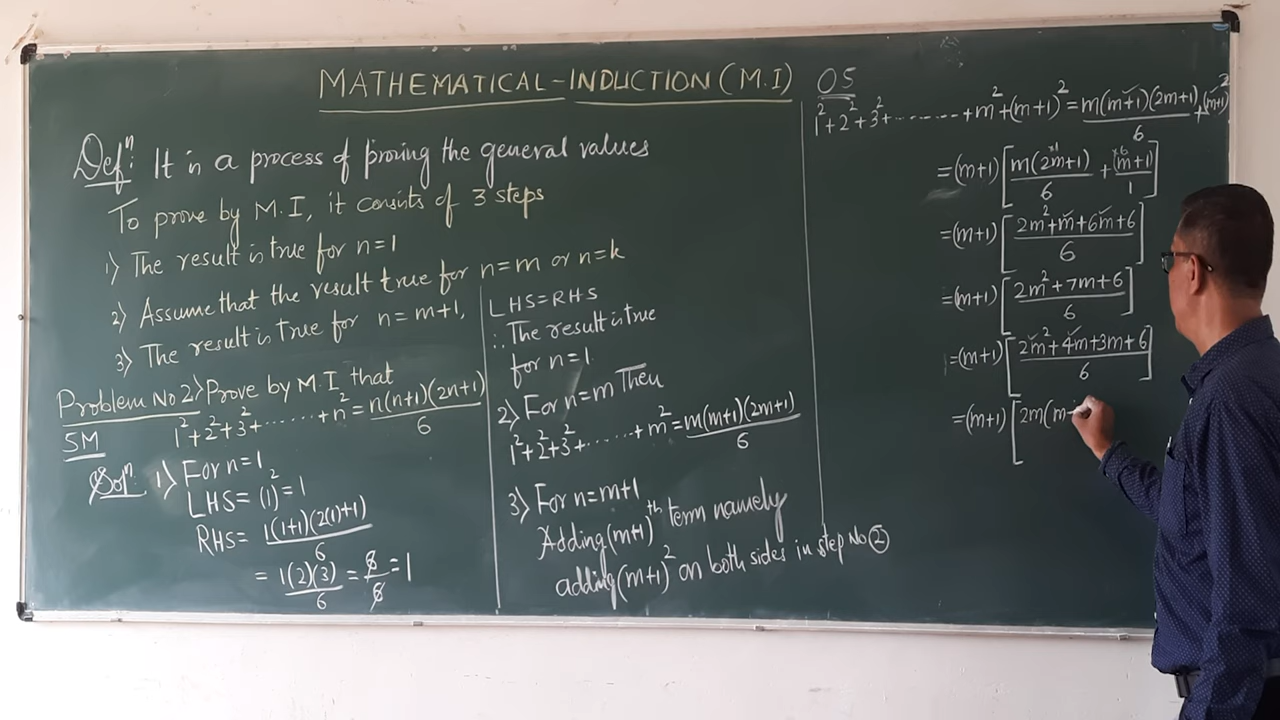 MATHEMATICAL-INDUCTION (M.I) 05
Defⁿ: It is a process of proving the general values
To prove by M.I, it consists of 3 steps
1) The result is true for n=1
2) Assume that the result true for n=m or n=k
3) The result is true for n=m+1,
Problem No 2) Prove by M.I that
5M 1²+2²+3²+......+n² = n(n+1)(2n+1)/6
Solⁿ: 1) For n=1
LHS = (1)² = 1
RHS = 1(1+1)(2(1)+1)/6
= 1(2)(3)/6 = 6/6 = 1
LHS=RHS
∴ The result is true
for n=1.
2) For n=m Then
1²+2²+3²+......+m² = m(m+1)(2m+1)/6
3) For n=m+1
Adding (m+1)ᵗʰ term namely
adding (m+1)² on both sides in step No ②
1²+2²+3²+........+m²+(m+1)² = m(m+1)(2m+1)/6 + (m+1)²
=(m+1)[m(2m+1)/6 ×1 + (m+1)/1 ×6]
=(m+1)[2m²+m+6m+6/6]
=(m+1)[2m²+7m+6/6]
=(m+1)[2m²+4m+3m+6/6]
=(m+1)[2m(m+